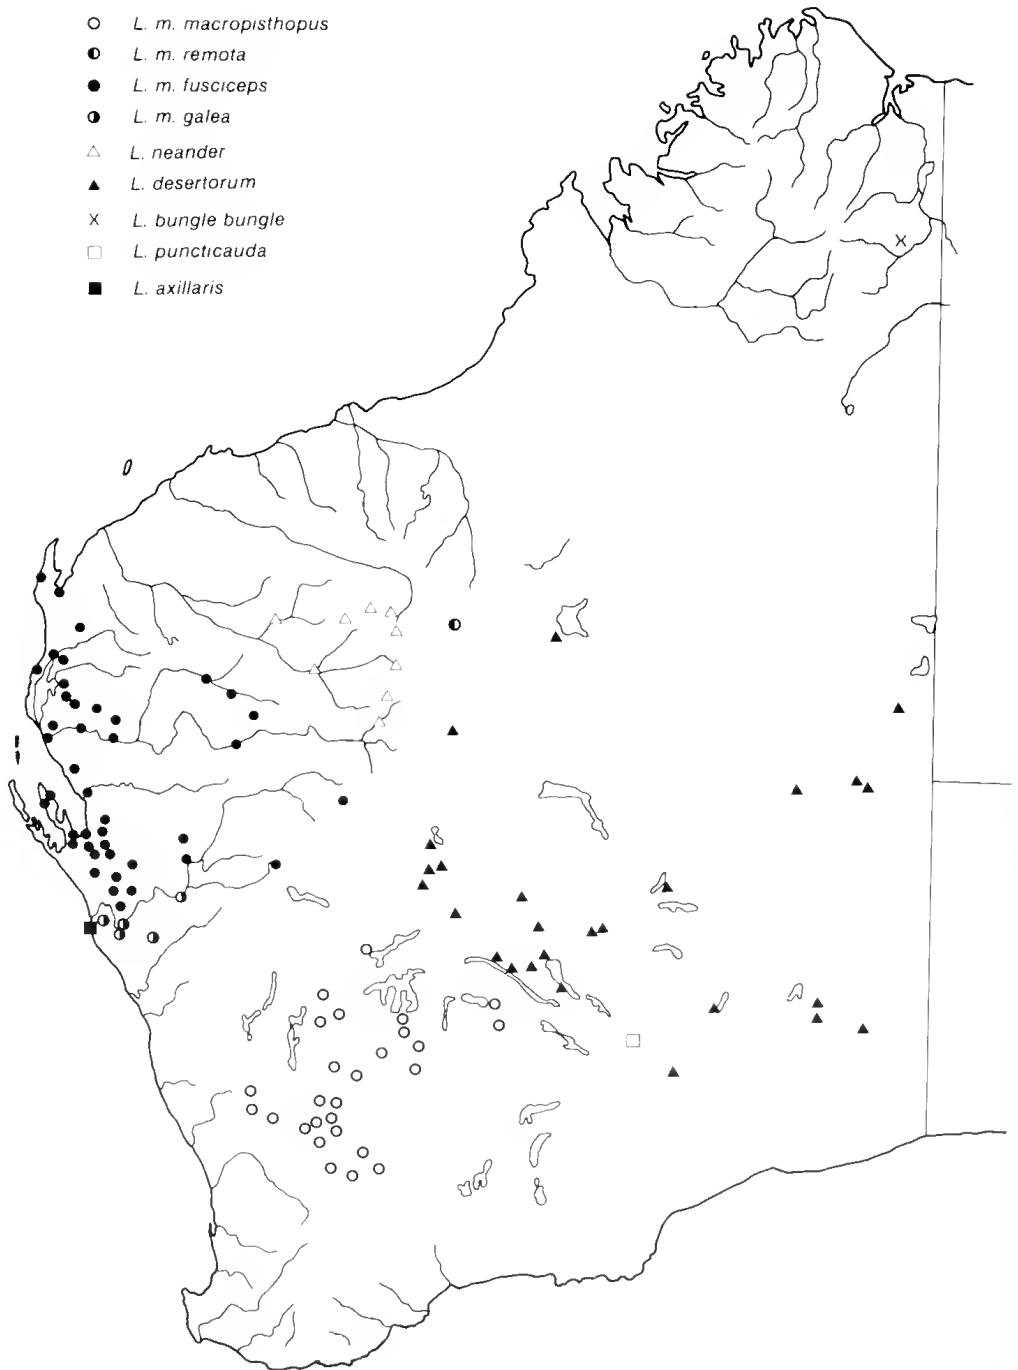 L. m. macropisthopus
L. m. remota
L. m. fusciceps
L. m. galea
L. neander
L. desertorum
L. bungle bungle
L. puncticauda
L. axillaris